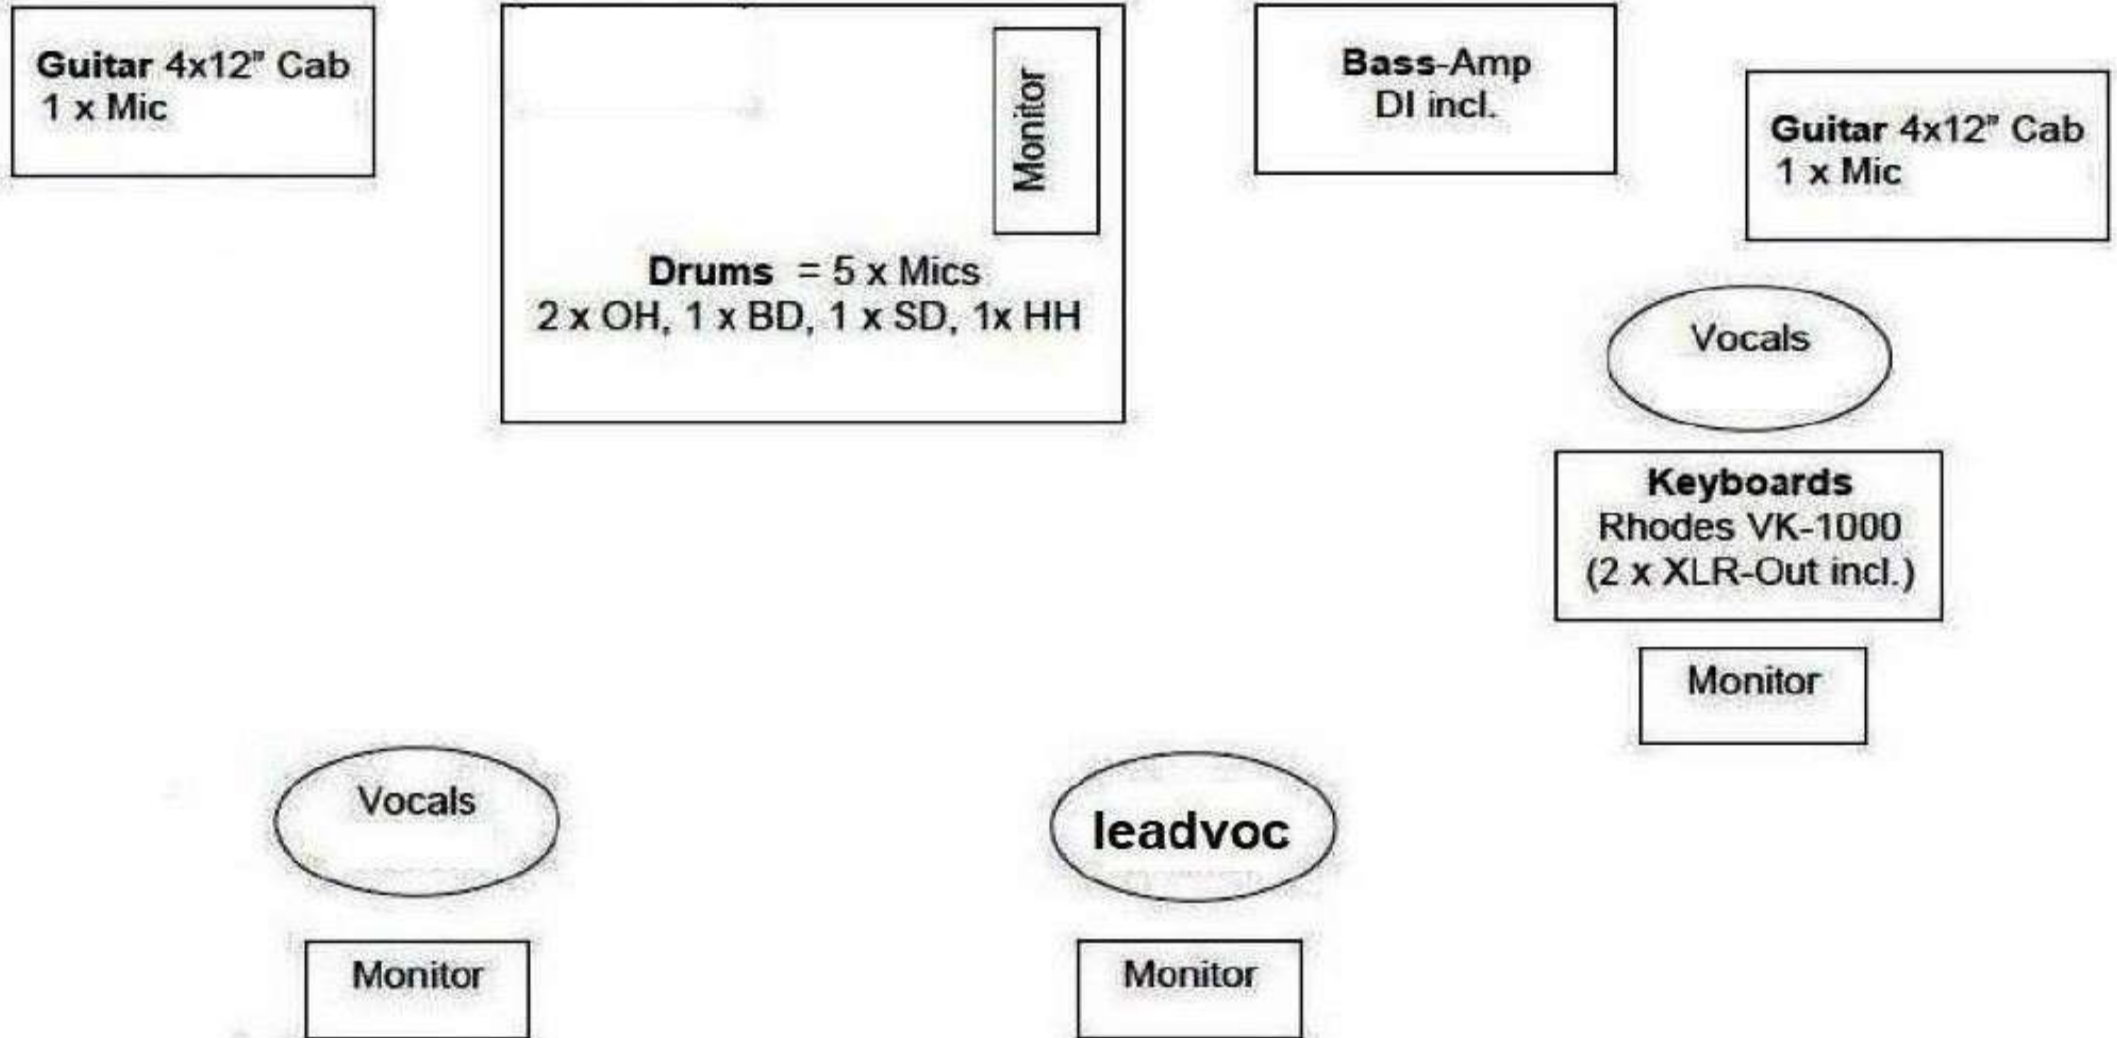 Guitar 4x12" Cab
1 x Mic
Monitor
Drums = 5 x Mics
2 x OH, 1 x BD, 1 x SD, 1x HH
Bass-Amp
DI incl.
Guitar 4x12" Cab
1 x Mic
Vocals
Keyboards
Rhodes VK-1000
(2 x XLR-Out incl.)
Monitor
Vocals
leadvoc
Monitor
Monitor